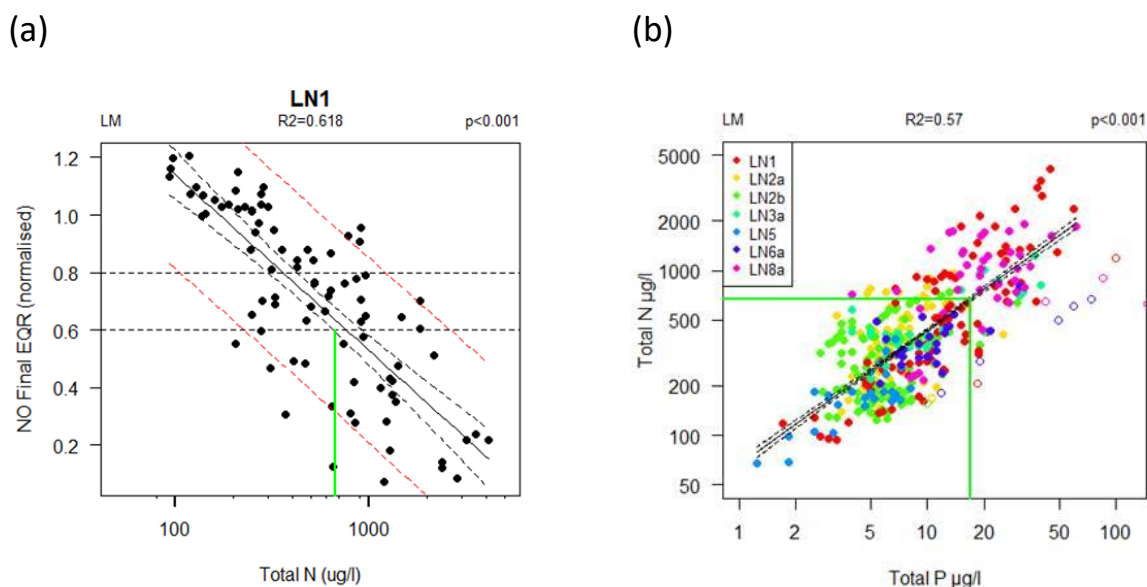 (a)
(b)
LN1
LM R2=0.618 p<0.001
NO Final EQR (normalised)
1.2
1.0
0.8
0.6
0.4
0.2
100 1000
Total N (ug/l)
LM R2=0.57 p<0.001
LN1
LN2a
LN2b
LN3a
LN5
LN6a
LN8a
Total N µg/l
5000
2000
1000
500
200
100
50
1 2 5 10 20 50 100
Total P µg/l